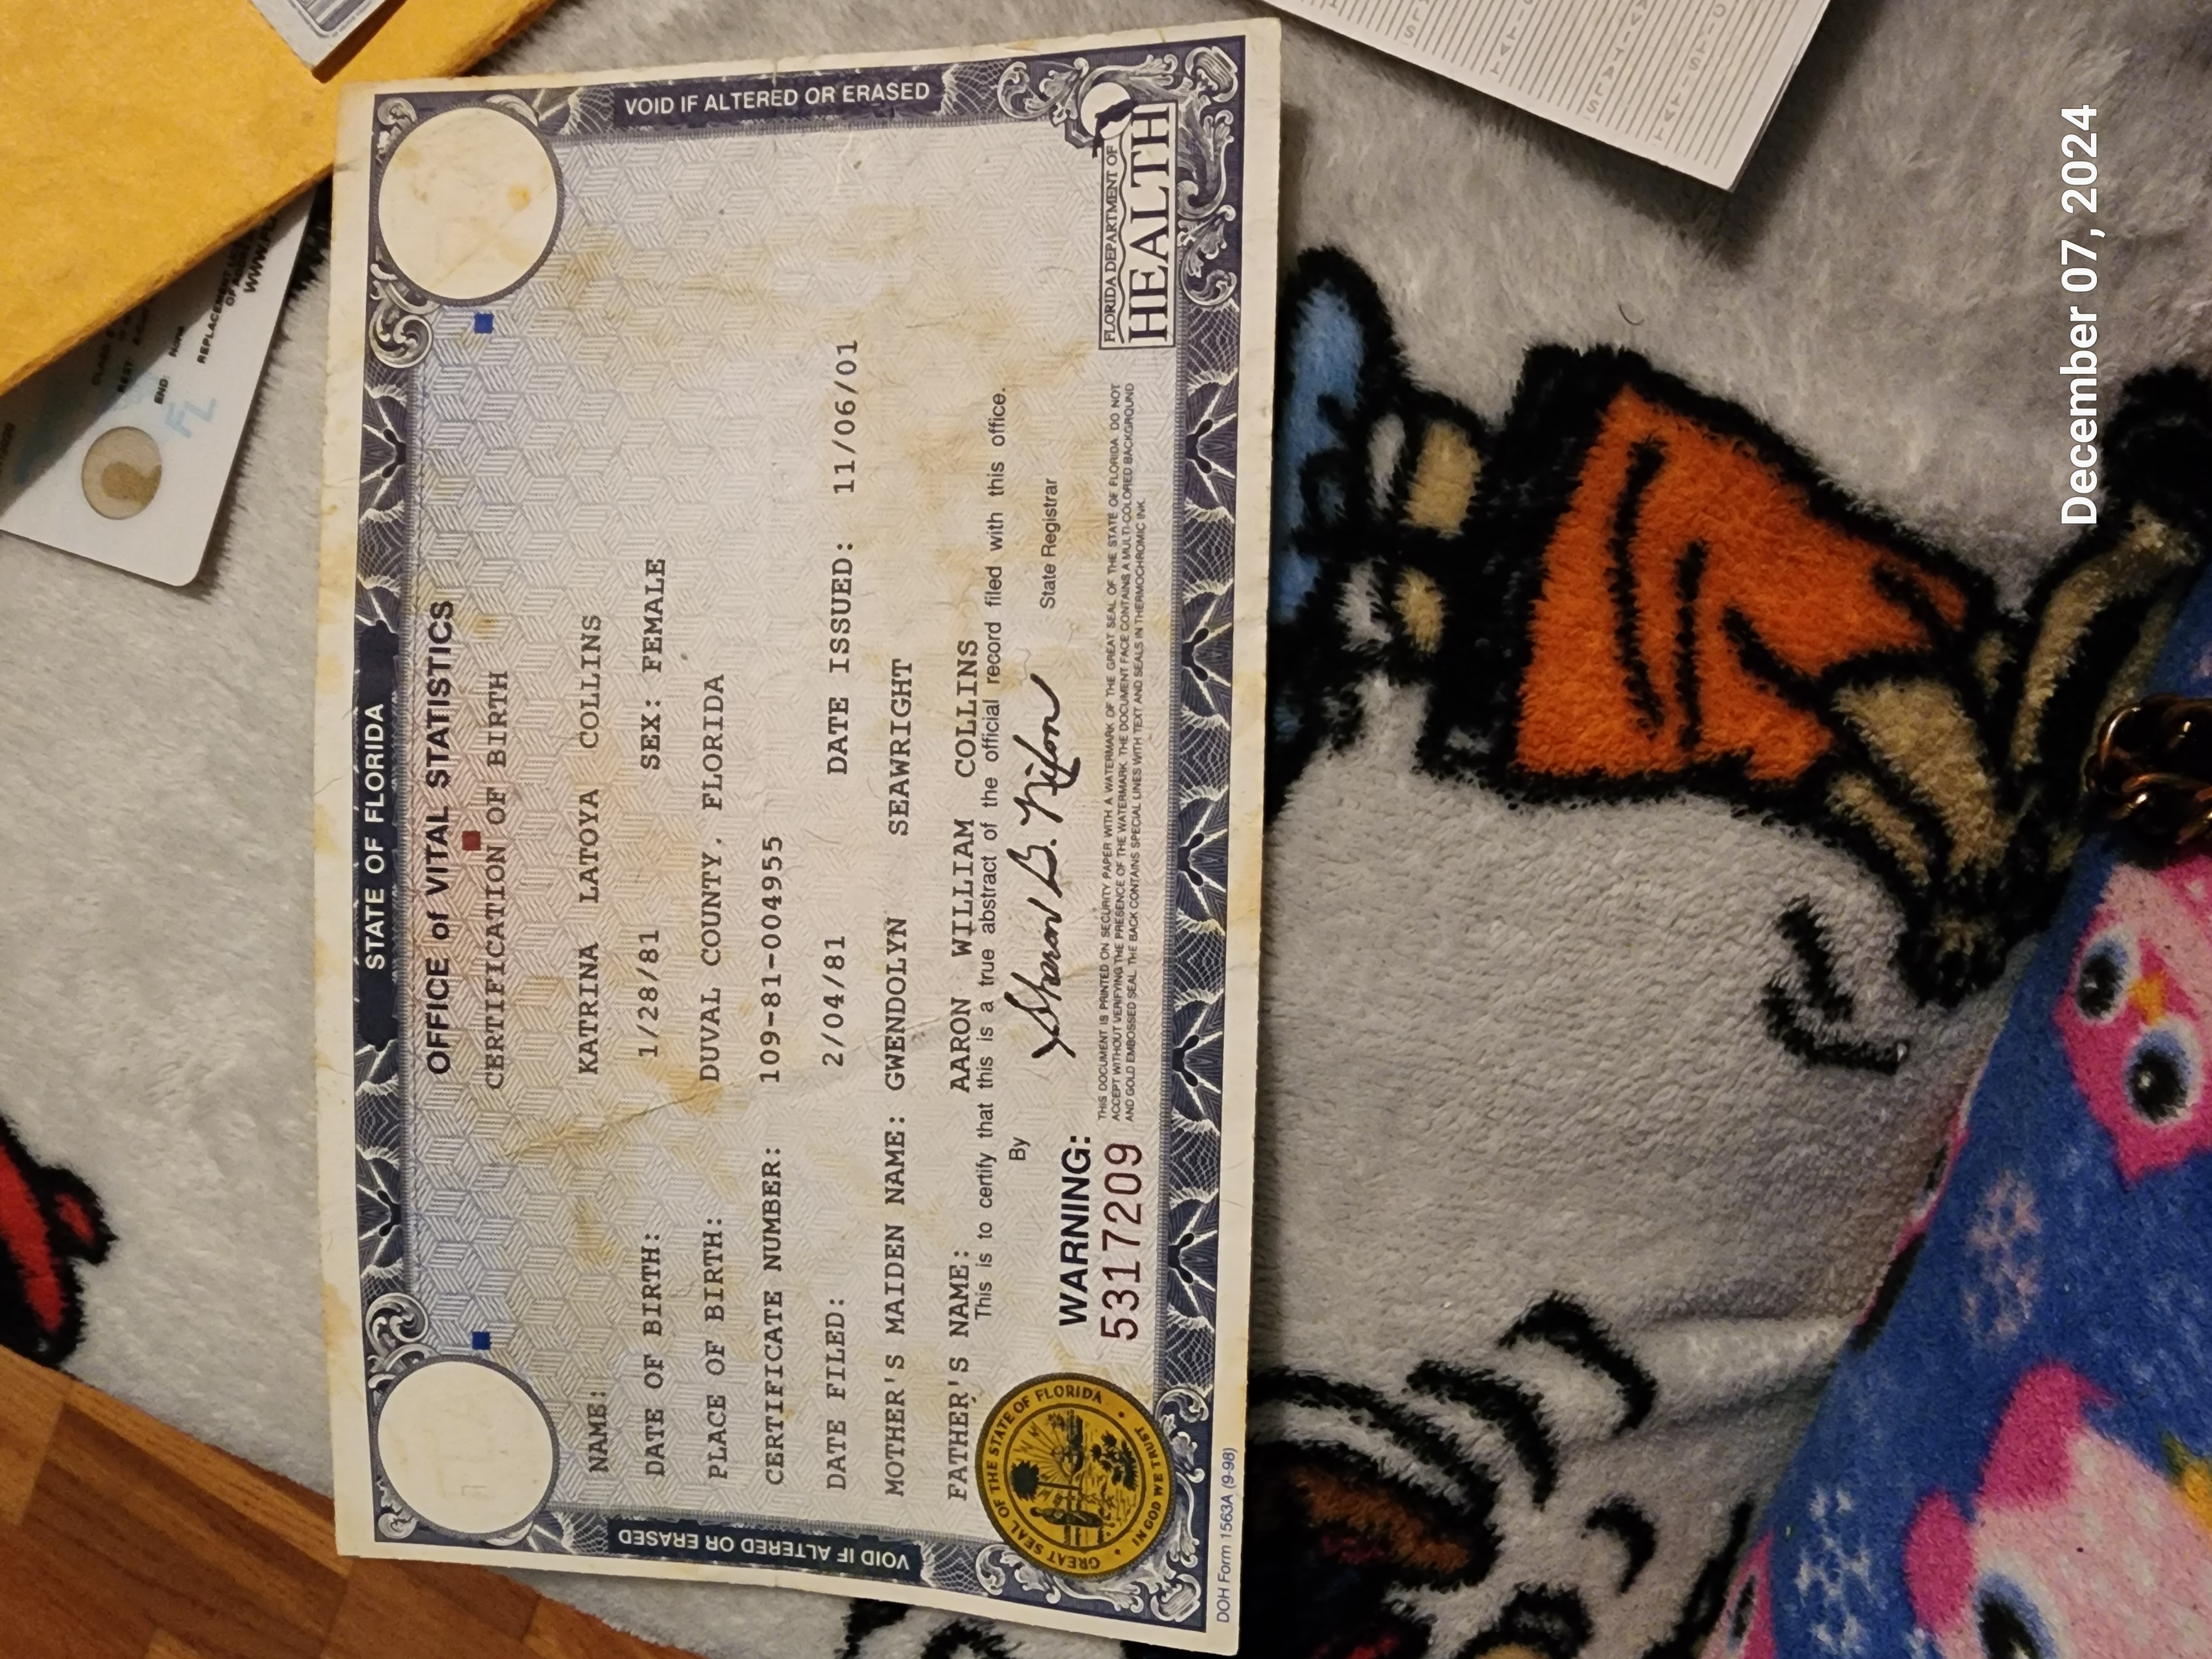 CLASS E
REST:
END: None
REPLACEMENT
STATE OF FLORIDA
OFFICE of VITAL STATISTICS
CERTIFICATION OF BIRTH
NAME: KATRINA LATOYA COLLINS
DATE OF BIRTH: 1/28/81 SEX: FEMALE
PLACE OF BIRTH: DUVAL COUNTY. FLORIDA
CERTIFICATE NUMBER: 109-81-004955
DATE FILED: 2/04/81 DATE ISSUED: 11/06/01
MOTHER'S MAIDEN NAME: GWENDOLYN SEAWRIGHT
FATHER'S NAME: AARON WILLIAM COLLINS
This is to certify that this is a true abstract of the official record filed with this office.
By Sharon B. Nixon State Registrar
WARNING:
5317209
THIS DOCUMENT IS PRINTED ON SECURITY PAPER WITH A WATERMARK OF THE GREAT SEAL OF THE STATE OF FLORIDA. DO NOT
ACCEPT WITHOUT VERIFYING THE PRESENCE OF THE WATERMARK. THE DOCUMENT FACE CONTAINS A MULTI-COLORED BACKGROUND
AND GOLD EMBOSSED SEAL. THE BACK CONTAINS SPECIAL LINES WITH TEXT AND SEALS IN THERMOCHROMIC INK.
GREAT SEAL OF THE STATE OF FLORIDA
IN GOD WE TRUST
FLORIDA DEPARTMENT OF
HEALTH
VOID IF ALTERED OR ERASED
VOID IF ALTERED OR ERASED
DOH Form 1563A (9-98)
December 07, 2024